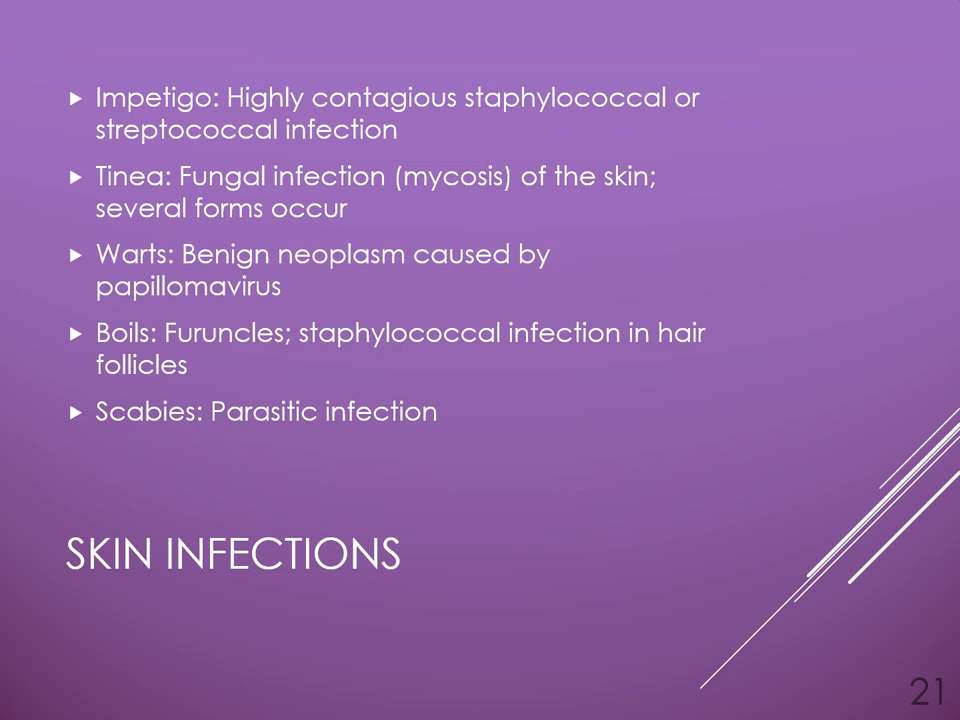 Impetigo: Highly contagious staphylococcal or
streptococcal infection
Tinea: Fungal infection (mycosis) of the skin;
several forms occur
Warts: Benign neoplasm caused by
papillomavirus
Boils: Furuncles; staphylococcal infection in hair
follicles
Scabies: Parasitic infection
SKIN INFECTIONS
21